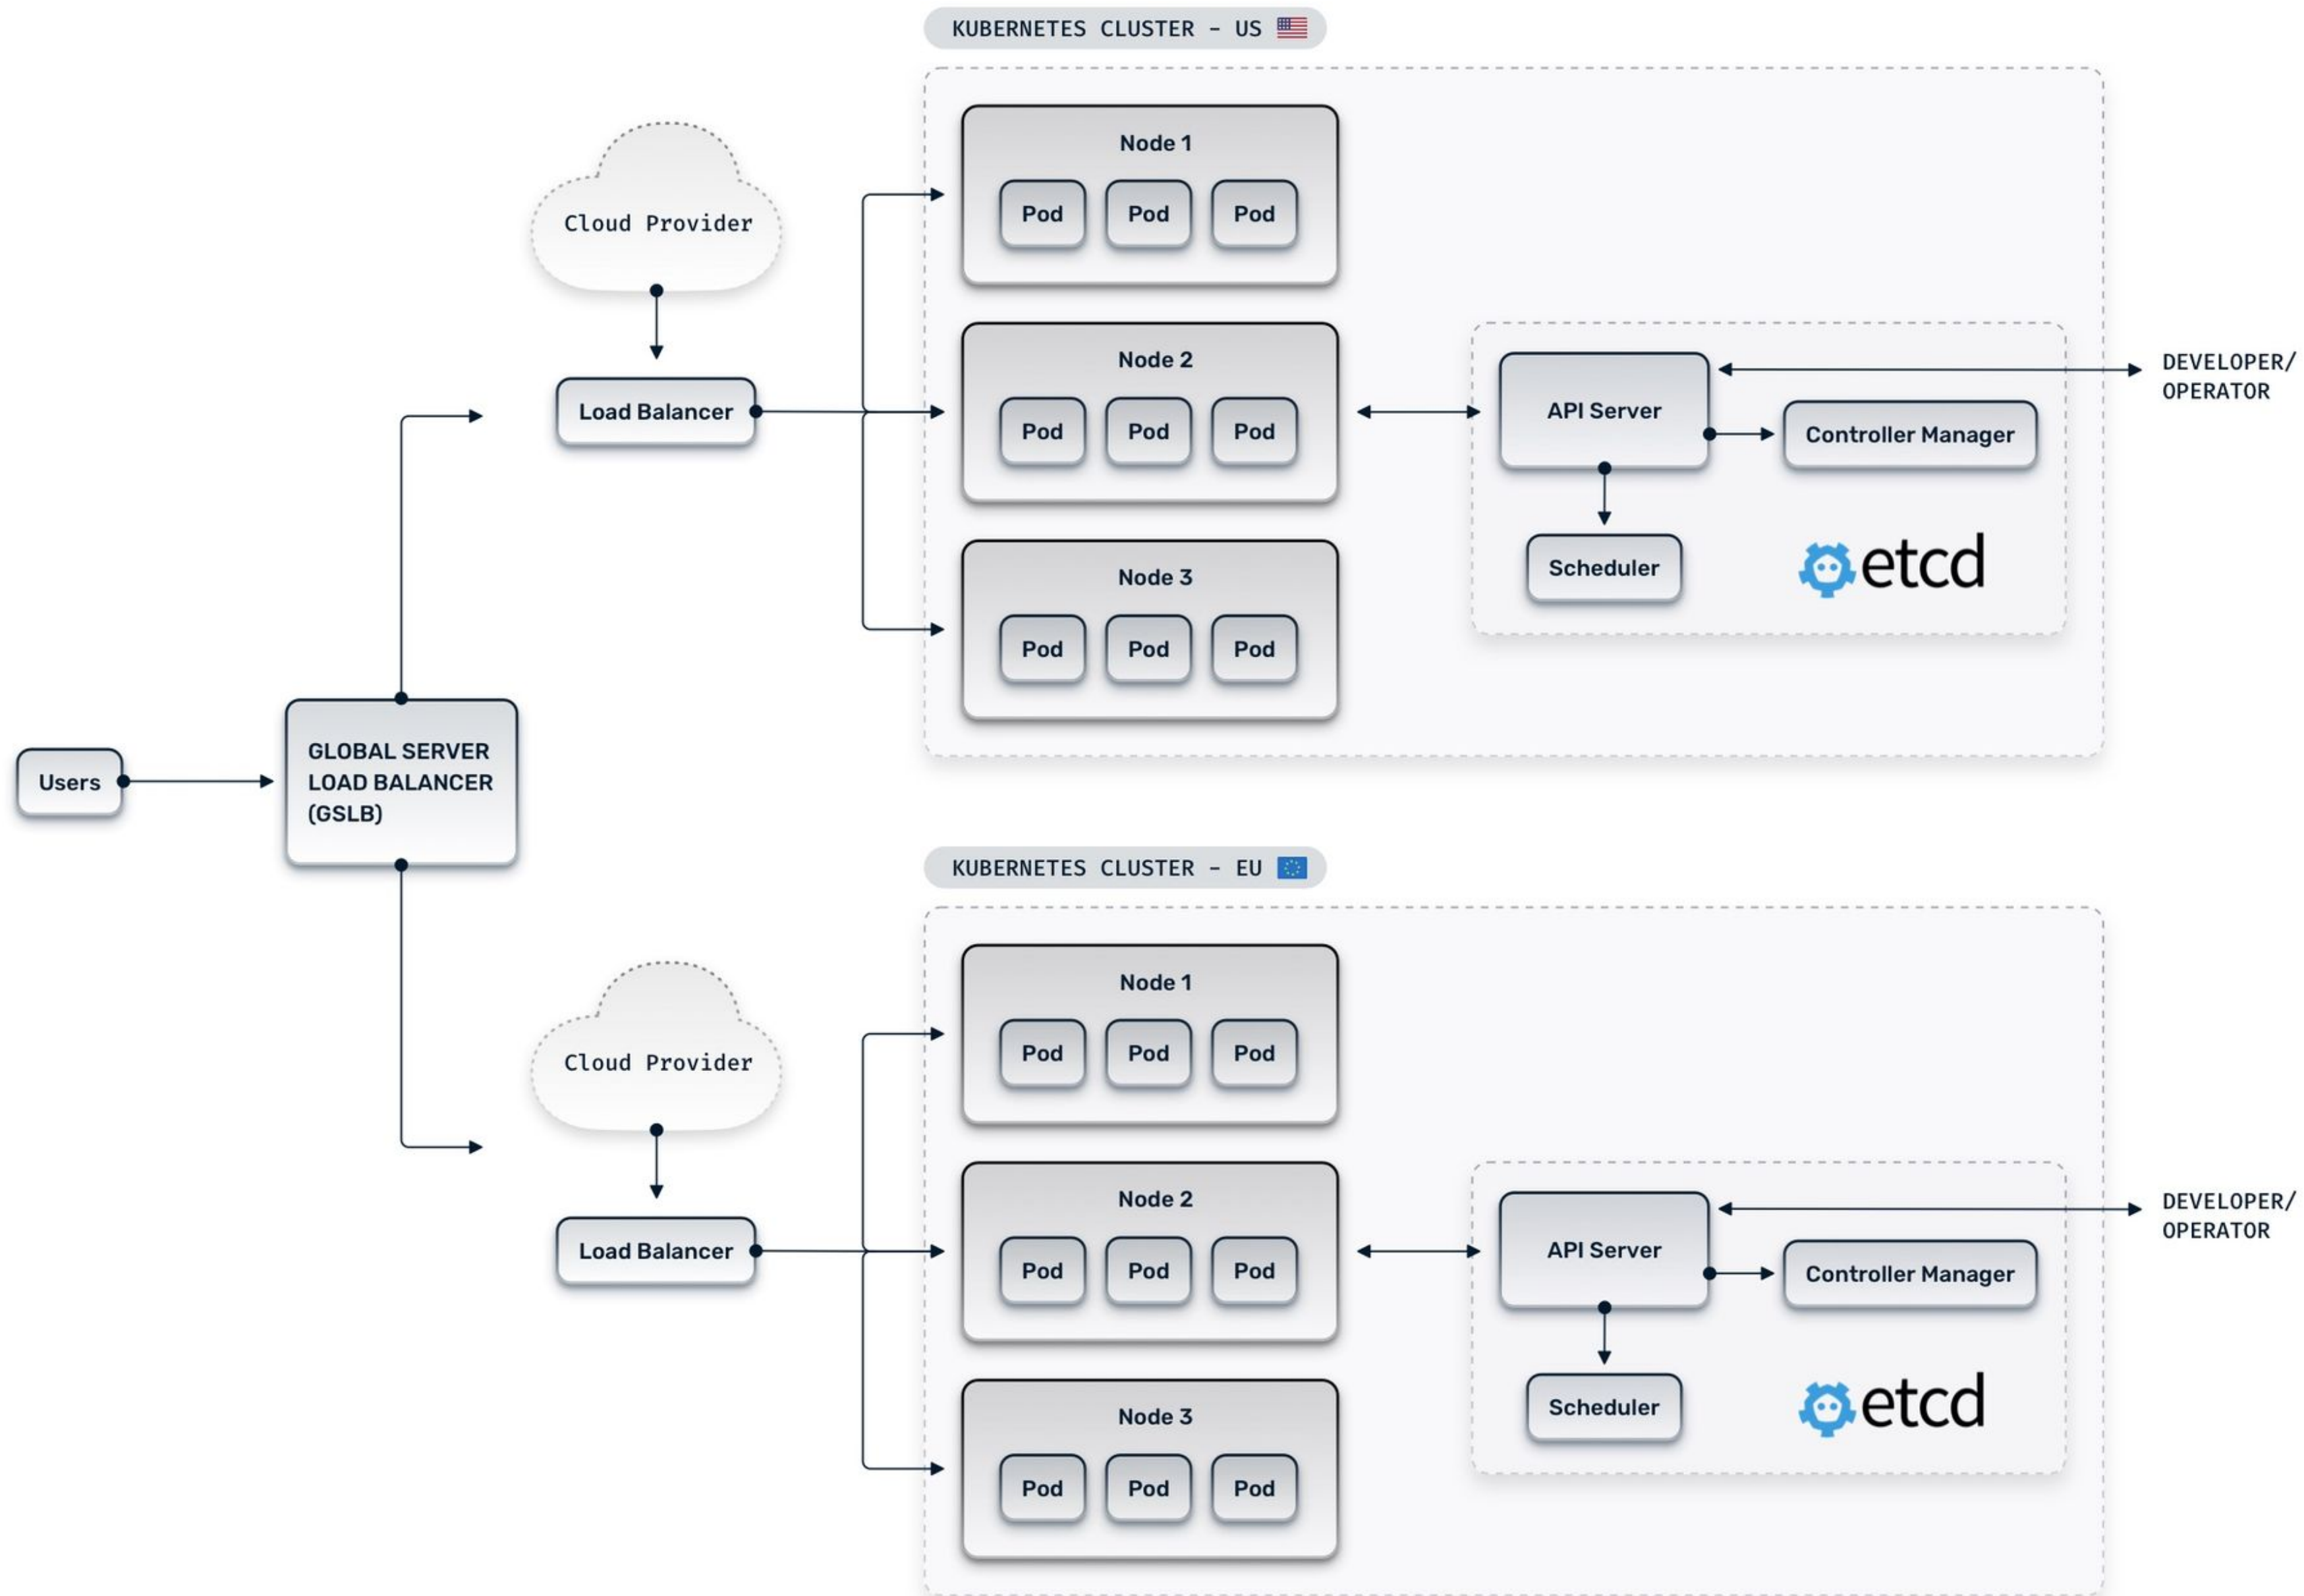 KUBERNETES CLUSTER - US
Node 1
Pod Pod Pod
Cloud Provider
Node 2
Load Balancer
Pod Pod Pod
API Server
DEVELOPER/
OPERATOR
Controller Manager
Scheduler
etcd
Node 3
Pod Pod Pod
Users
GLOBAL SERVER
LOAD BALANCER
(GSLB)
KUBERNETES CLUSTER - EU
Node 1
Pod Pod Pod
Cloud Provider
Node 2
Load Balancer
Pod Pod Pod
API Server
DEVELOPER/
OPERATOR
Controller Manager
Scheduler
etcd
Node 3
Pod Pod Pod